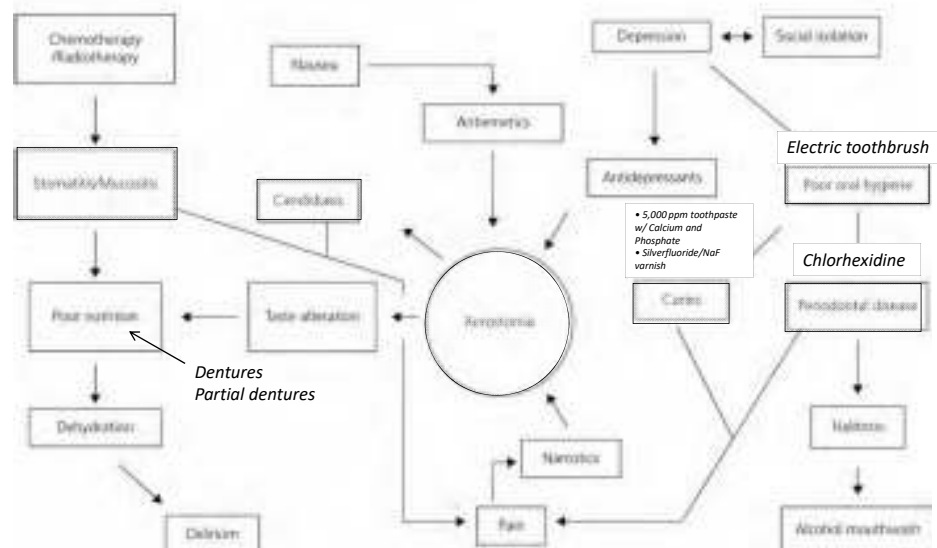 Chemotherapy
/Radiotherapy
Nausea
Depression
Social isolation
Antiemetics
Electric toothbrush
Stomatitis/Mucositis
Candidiasis
Antidepressants
Poor oral hygiene
• 5,000 ppm toothpaste
w/ Calcium and
Phosphate
• Silverfluoride/NaF
varnish
Chlorhexidine
Poor nutrition
Taste alteration
Xerostomia
Caries
Periodontal disease
Dentures
Partial dentures
Dehydration
Narcotics
Halitosis
Delirium
Pain
Alcohol mouthwash